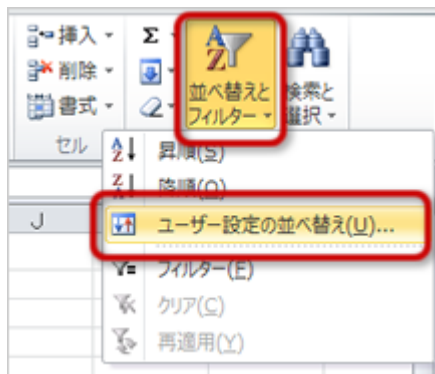 挿入
削除
書式
セル
Σ
並べ替えと
フィルター
検索と
選択
昇順(S)
降順(O)
ユーザー設定の並べ替え(U)...
フィルター(F)
クリア(C)
再適用(Y)
J